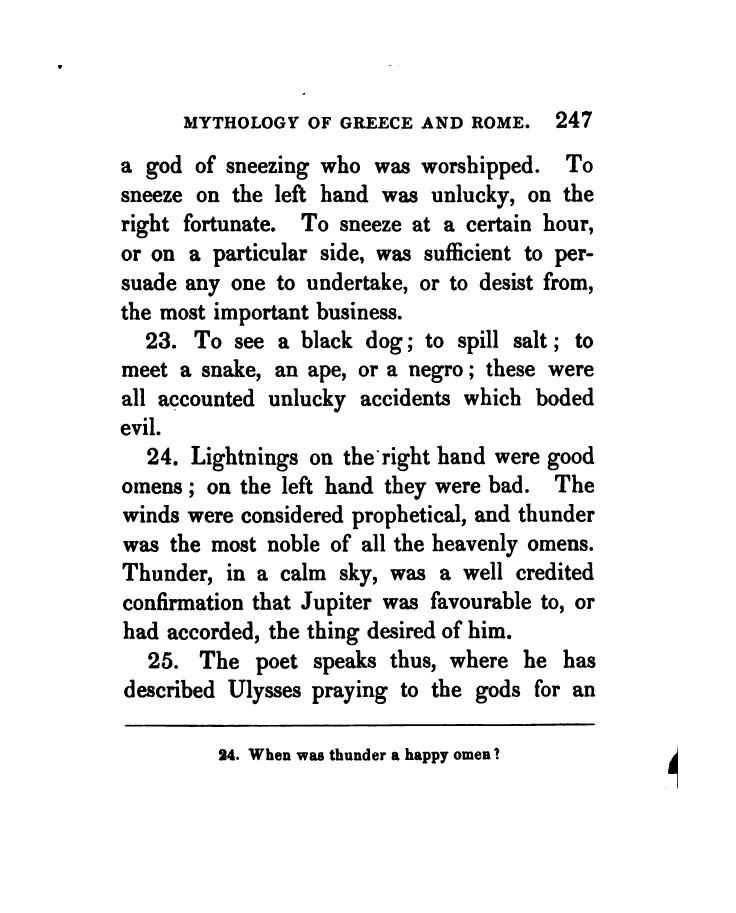 MYTHOLOGY OF GREECE AND ROME. 247
a god of sneezing who was worshipped. To
sneeze on the left hand was unlucky, on the
right fortunate. To sneeze at a certain hour,
or on a particular side, was sufficient to per-
suade any one to undertake, or to desist from,
the most important business.
23. To see a black dog; to spill salt; to
meet a snake, an ape, or a negro; these were
all accounted unlucky accidents which boded
evil.
24. Lightnings on the right hand were good
omens; on the left hand they were bad. The
winds were considered prophetical, and thunder
was the most noble of all the heavenly omens.
Thunder, in a calm sky, was a well credited
confirmation that Jupiter was favourable to, or
had accorded, the thing desired of him.
25. The poet speaks thus, where he has
described Ulysses praying to the gods for an
24. When was thunder a happy omen?